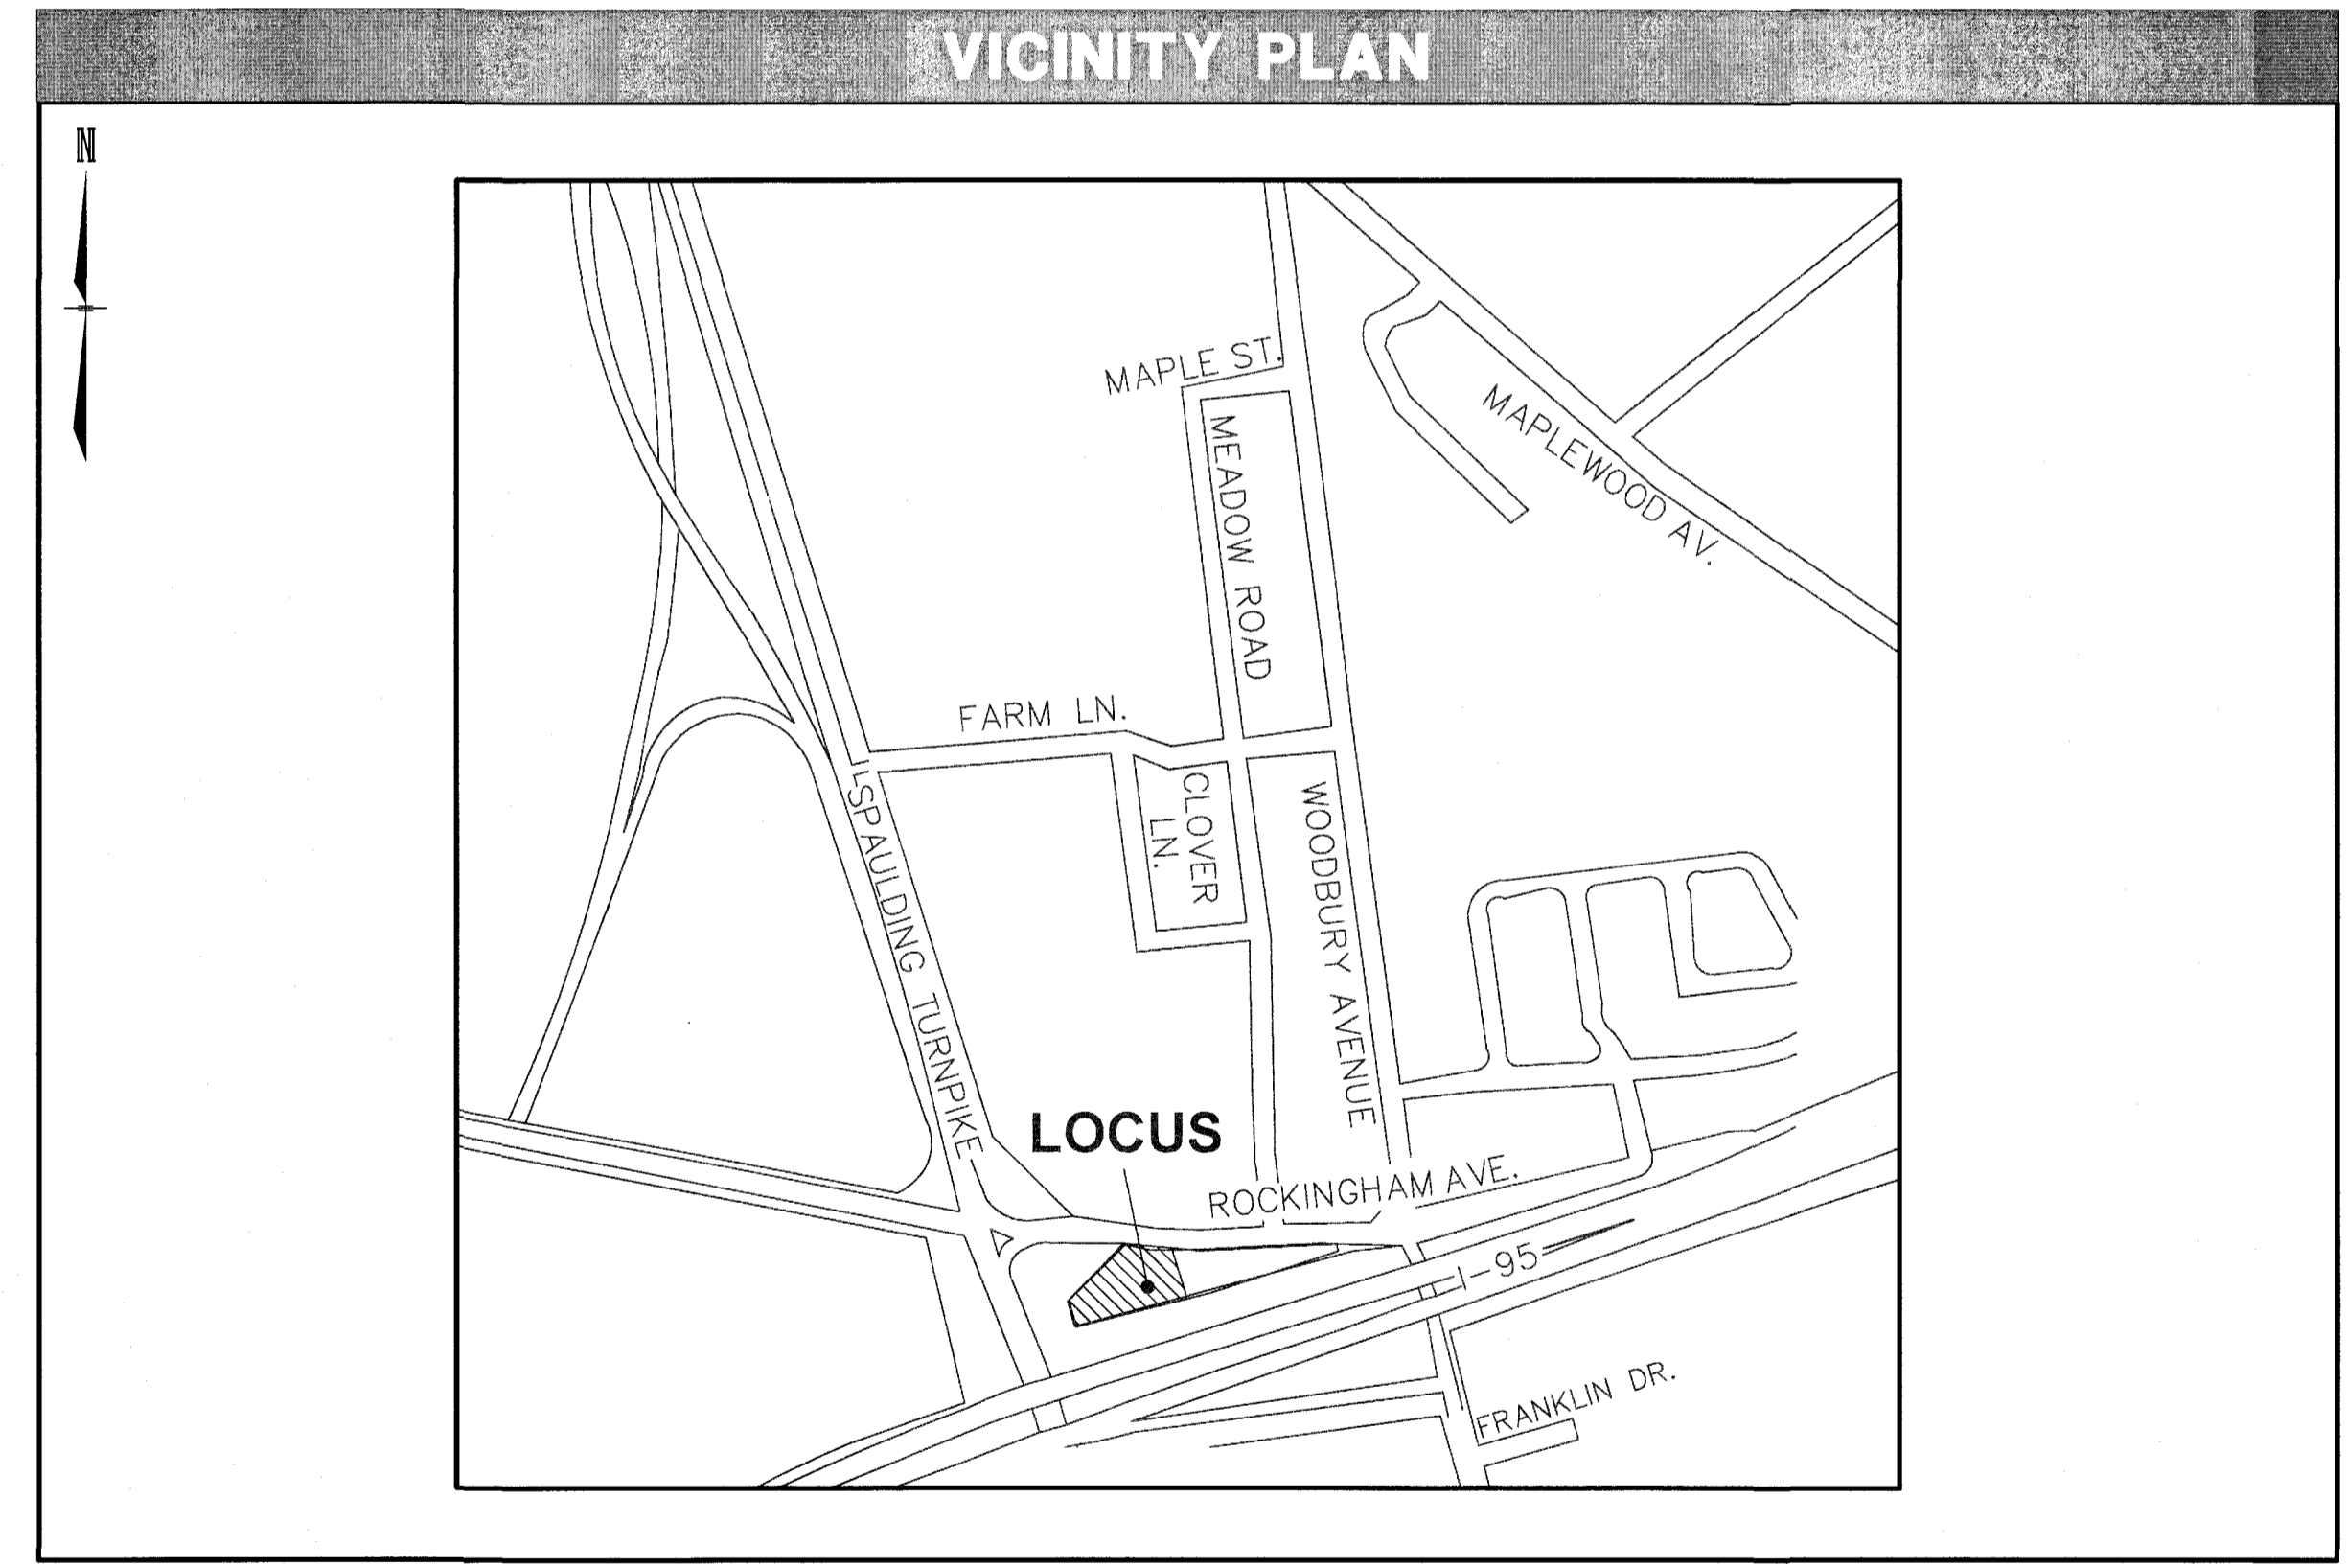 VICINITY PLAN
N
MAPLE ST.
MAPLEWOOD AV.
MEADOW ROAD
FARM LN.
CLOVER
LN.
WOODBURY AVENUE
SPAULDING TURNPIKE
LOCUS
ROCKINGHAM AVE.
I-95
FRANKLIN DR.